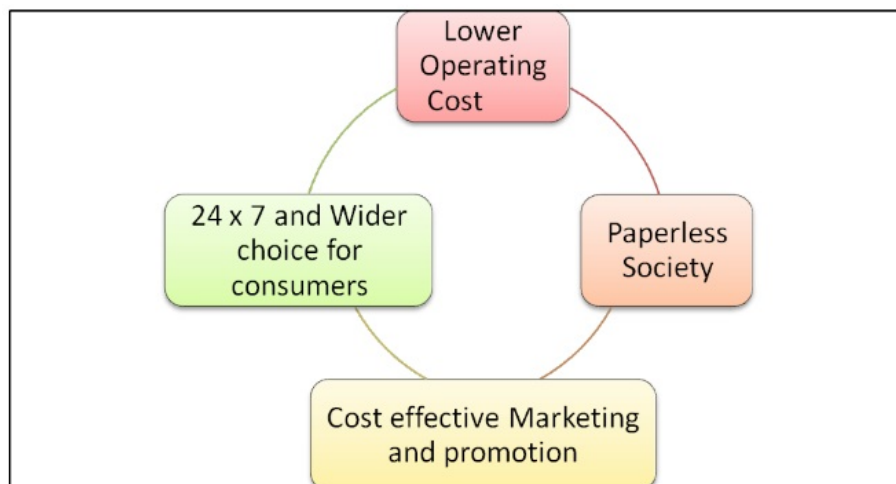 Lower
Operating
Cost
24 x 7 and Wider
choice for
consumers
Paperless
Society
Cost effective Marketing
and promotion